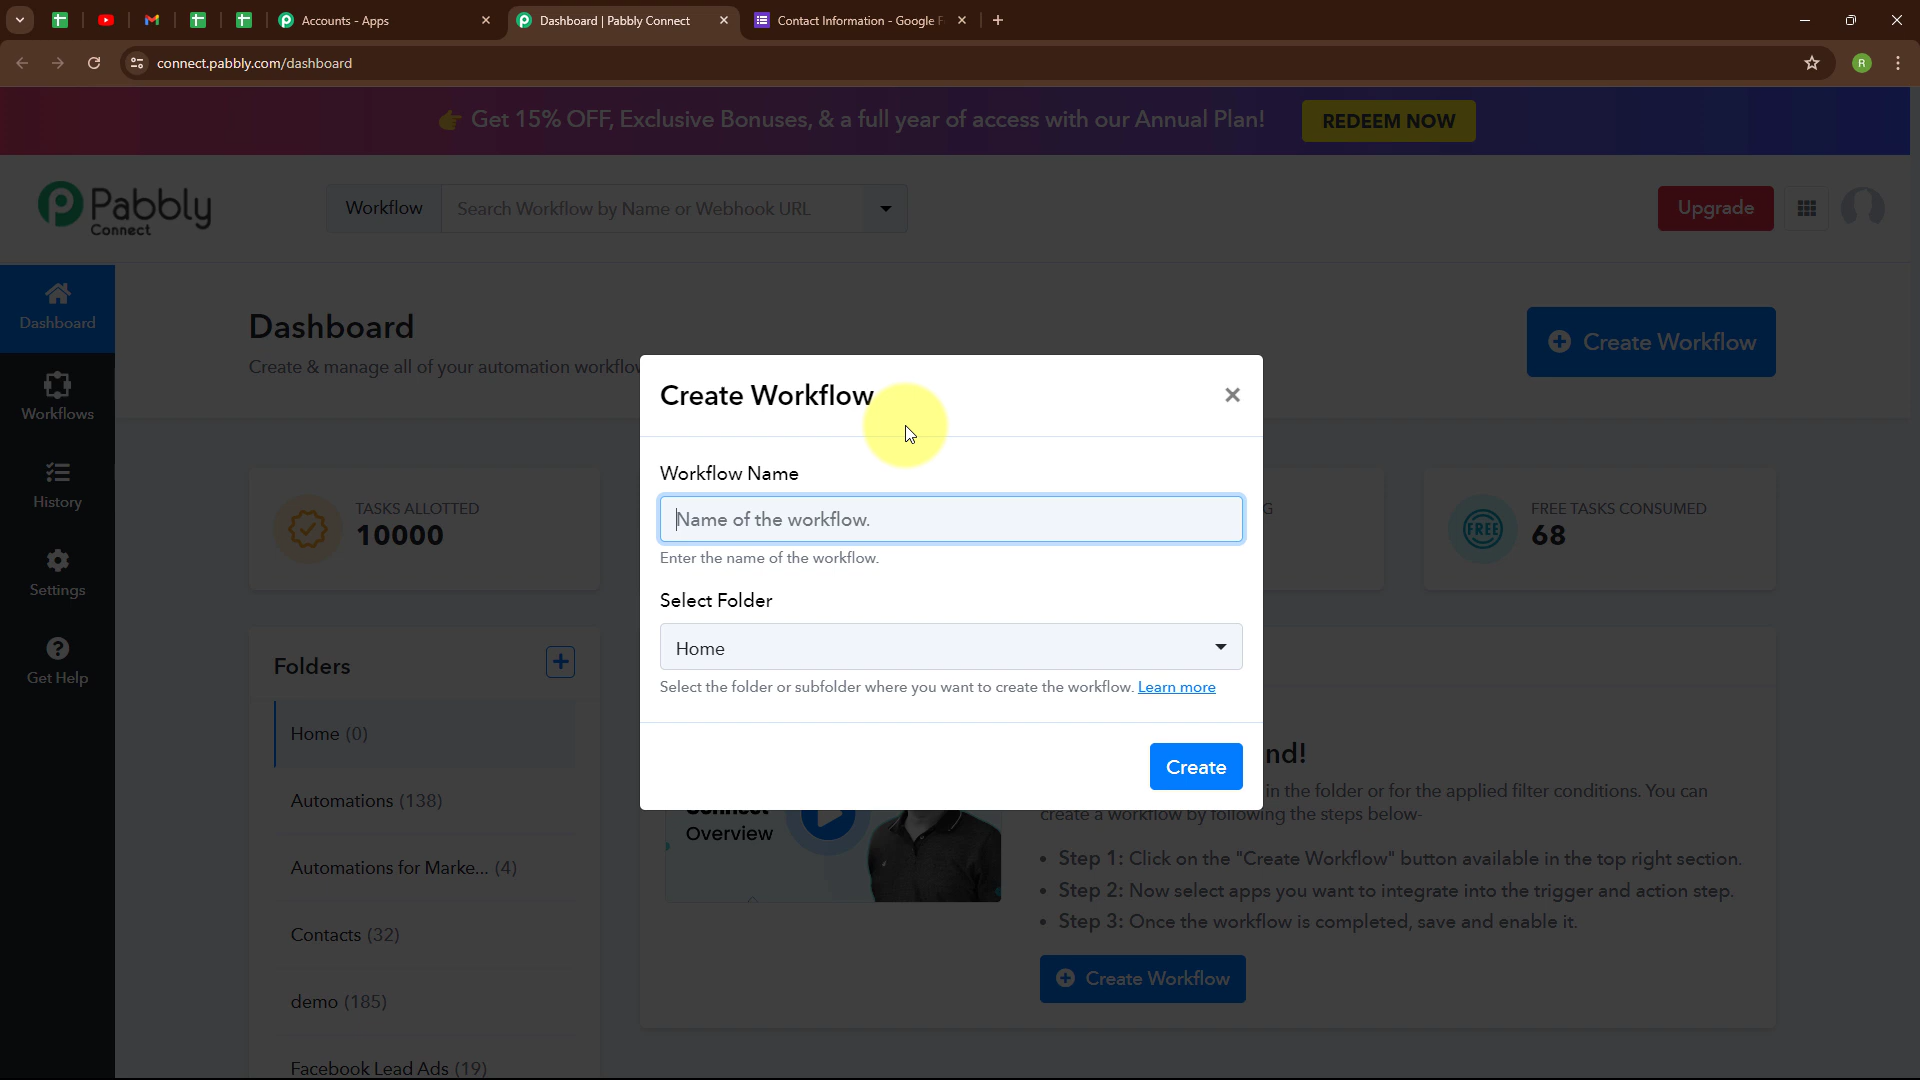 Accounts - Apps
Dashboard | Pabbly Connect
Contact Information - Google F
connect.pabbly.com/dashboard
R
👉 Get 15% OFF, Exclusive Bonuses, & a full year of access with our Annual Plan!
REDEEM NOW
Pabbly
Connect
Workflow
Search Workflow by Name or Webhook URL
Upgrade
Dashboard
Workflows
History
Settings
Get Help
Dashboard
Create & manage all of your automation workflow
Create Workflow
TASKS ALLOTTED
10000
G
FREE
FREE TASKS CONSUMED
68
Folders
Home (0)
Automations (138)
Automations for Marke... (4)
Contacts (32)
demo (185)
Facebook Lead Ads (19)
Create Workflow
Workflow Name
Name of the workflow.
Enter the name of the workflow.
Select Folder
Home
Select the folder or subfolder where you want to create the workflow. Learn more
Create
Connect
Overview
nd!
in the folder or for the applied filter conditions. You can
create a workflow by following the steps below-
• Step 1: Click on the "Create Workflow" button available in the top right section.
• Step 2: Now select apps you want to integrate into the trigger and action step.
• Step 3: Once the workflow is completed, save and enable it.
Create Workflow